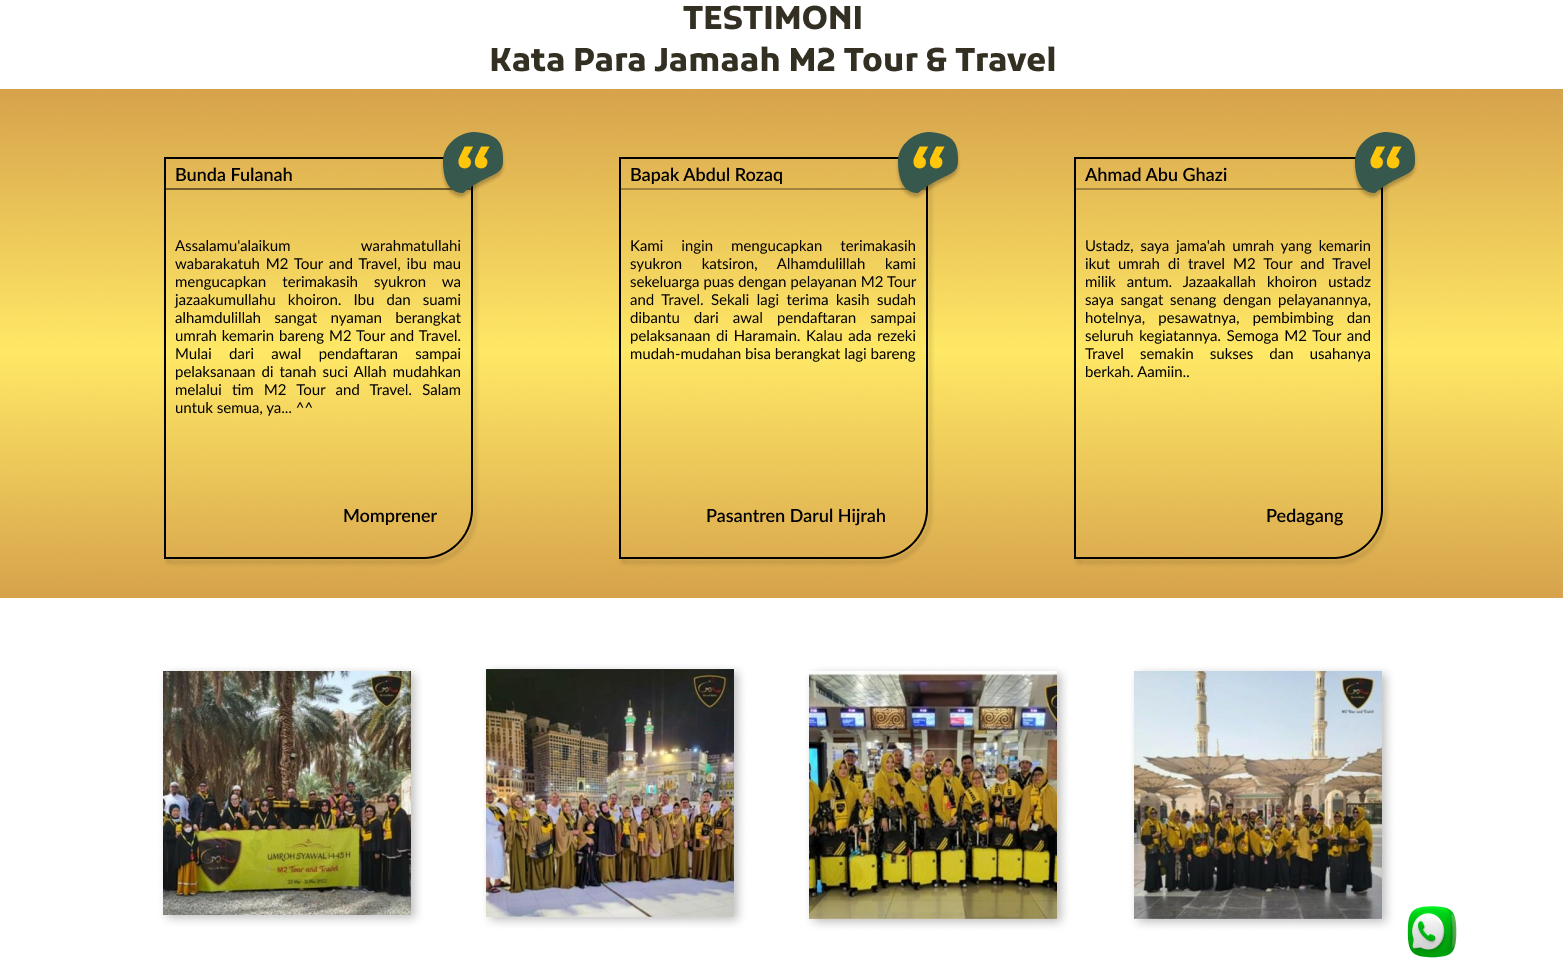 TESTIMONI
Kata Para Jamaah M2 Tour & Travel
Bunda Fulanah
Assalamu'alaikum warahmatullahi
wabarakatuh M2 Tour and Travel, ibu mau
mengucapkan terimakasih syukron wa
jazaakumullahu khoiron. Ibu dan suami
alhamdulillah sangat nyaman berangkat
umrah kemarin bareng M2 Tour and Travel.
Mulai dari awal pendaftaran sampai
pelaksanaan di tanah suci Allah mudahkan
melalui tim M2 Tour and Travel. Salam
untuk semua, ya... ^^
Momprener
Bapak Abdul Rozaq
Kami ingin mengucapkan terimakasih
syukron katsiron, Alhamdulillah kami
sekeluarga puas dengan pelayanan M2 Tour
and Travel. Sekali lagi terima kasih sudah
dibantu dari awal pendaftaran sampai
pelaksanaan di Haramain. Kalau ada rezeki
mudah-mudahan bisa berangkat lagi bareng
Pasantren Darul Hijrah
Ahmad Abu Ghazi
Ustadz, saya jama'ah umrah yang kemarin
ikut umrah di travel M2 Tour and Travel
milik antum. Jazaakallah khoiron ustadz
saya sangat senang dengan pelayanannya,
hotelnya, pesawatnya, pembimbing dan
seluruh kegiatannya. Semoga M2 Tour and
Travel semakin sukses dan usahanya
berkah. Aamiin..
Pedagang
UMROH SYAWAL 1445 H
M2 Tour and Travel
M2 Tour and Travel